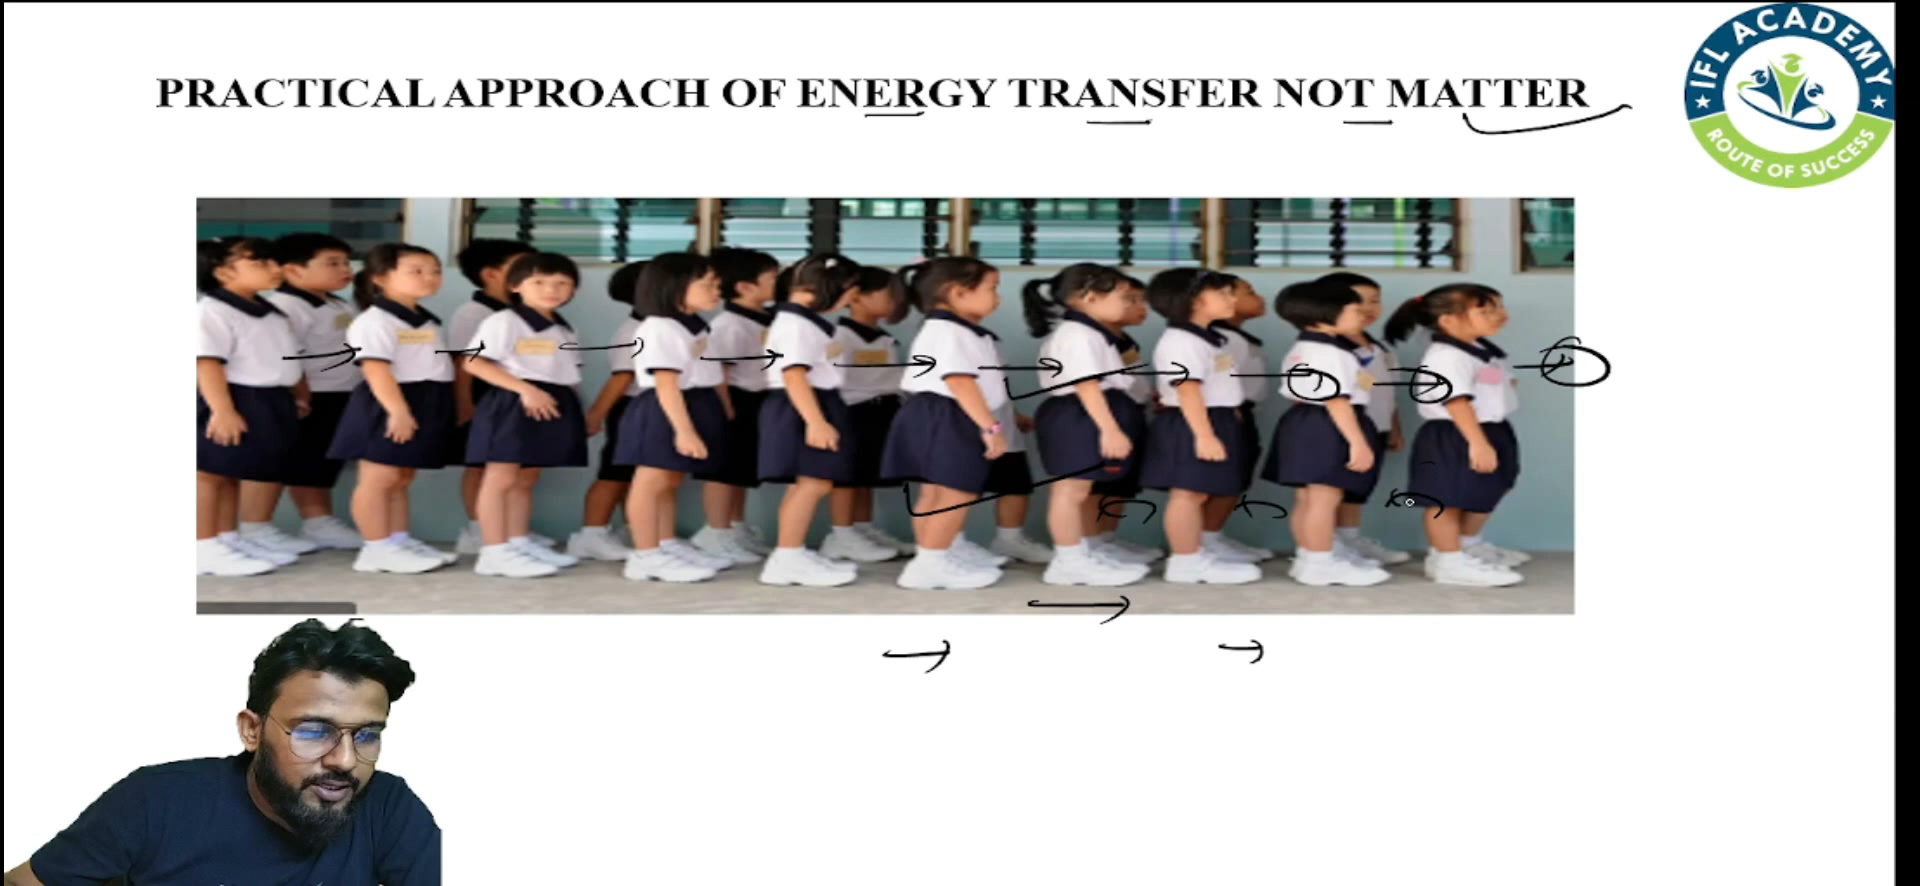 PRACTICAL APPROACH OF ENERGY TRANSFER NOT MATTER
IFL ACADEMY
ROUTE OF SUCCESS